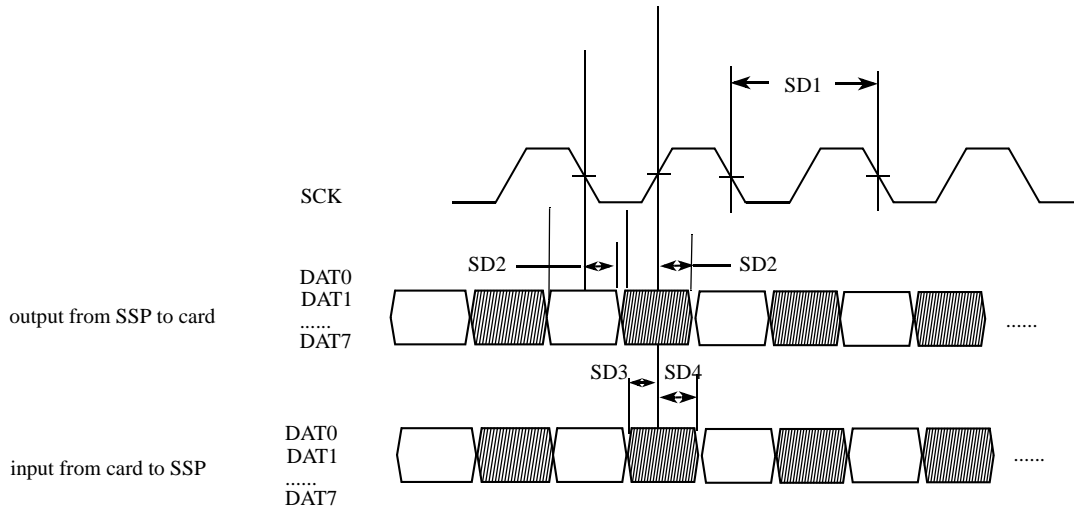 SD1
SCK
SD2 SD2
DAT0
DAT1
......
DAT7
output from SSP to card
......
SD3 SD4
DAT0
DAT1
......
DAT7
input from card to SSP
......